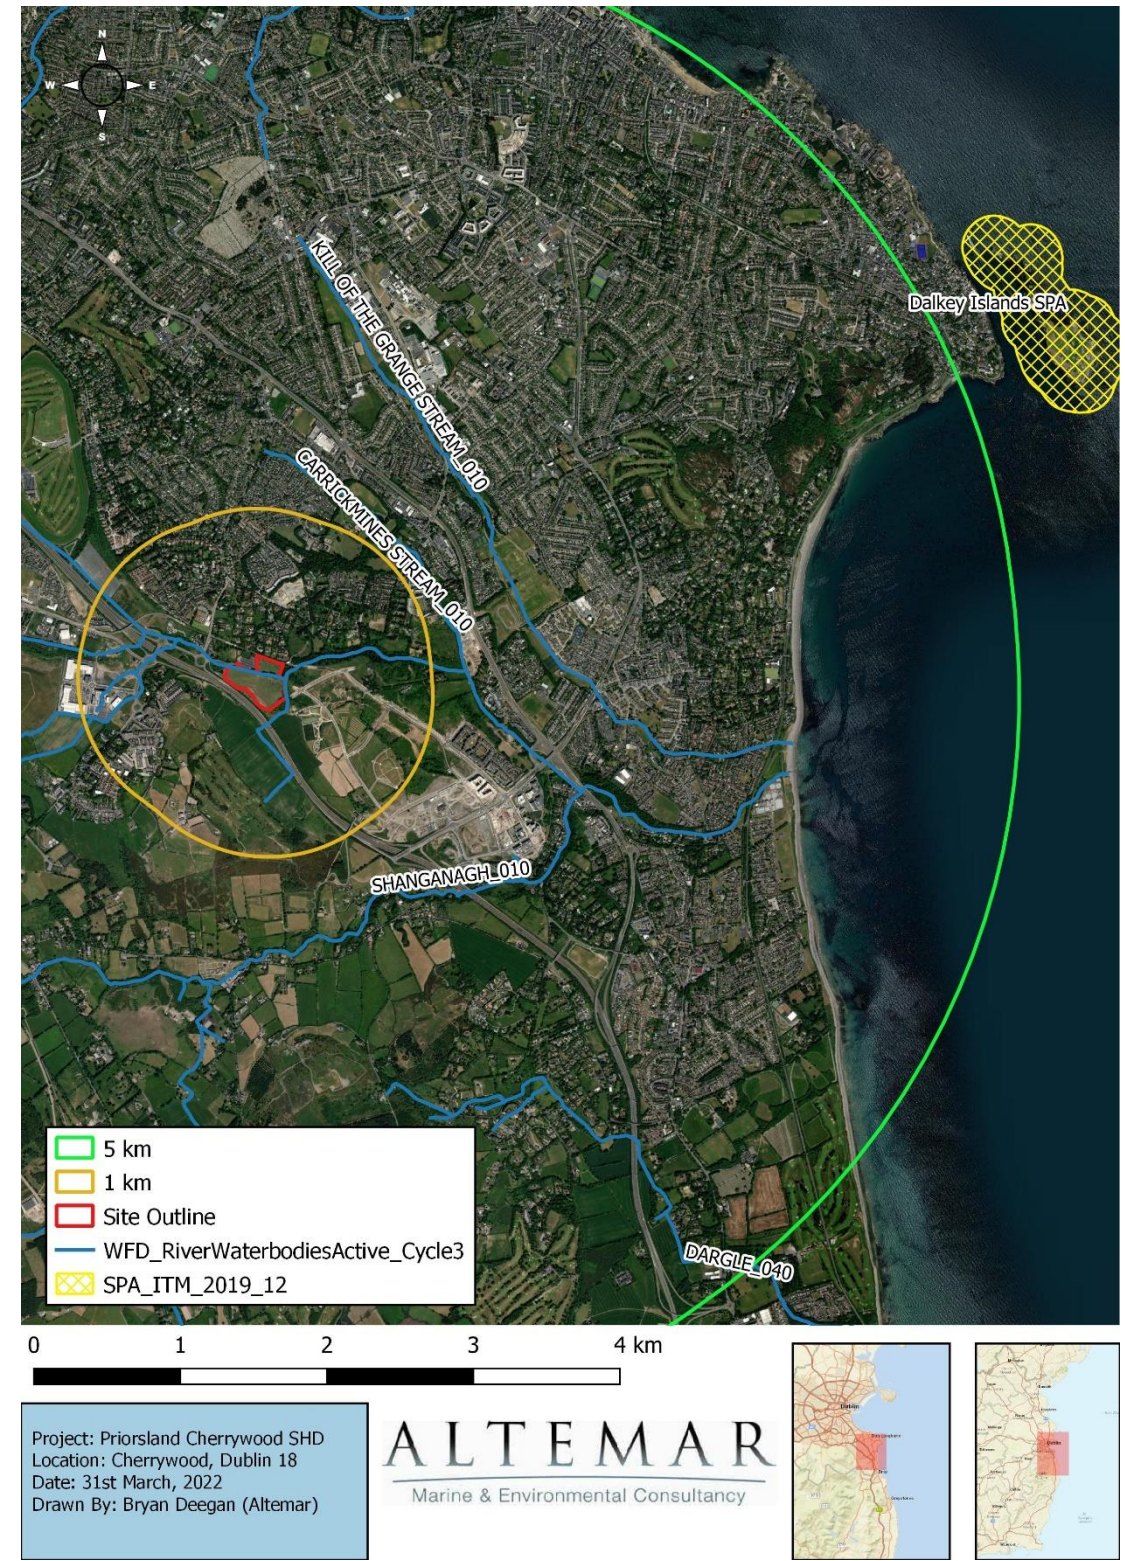 N
W E
S
KILL OF THE GRANGE STREAM_010
Dalkey Islands SPA
CARRICKMINES STREAM_010
SHANGANAGH_010
DARGLE_040
5 km
1 km
Site Outline
WFD_RiverWaterbodiesActive_Cycle3
SPA_ITM_2019_12
0 1 2 3 4 km
Project: Priorsland Cherrywood SHD
Location: Cherrywood, Dublin 18
Date: 31st March, 2022
Drawn By: Bryan Deegan (Altemar)
ALTEMAR
Marine & Environmental Consultancy
Dublin
Dublin